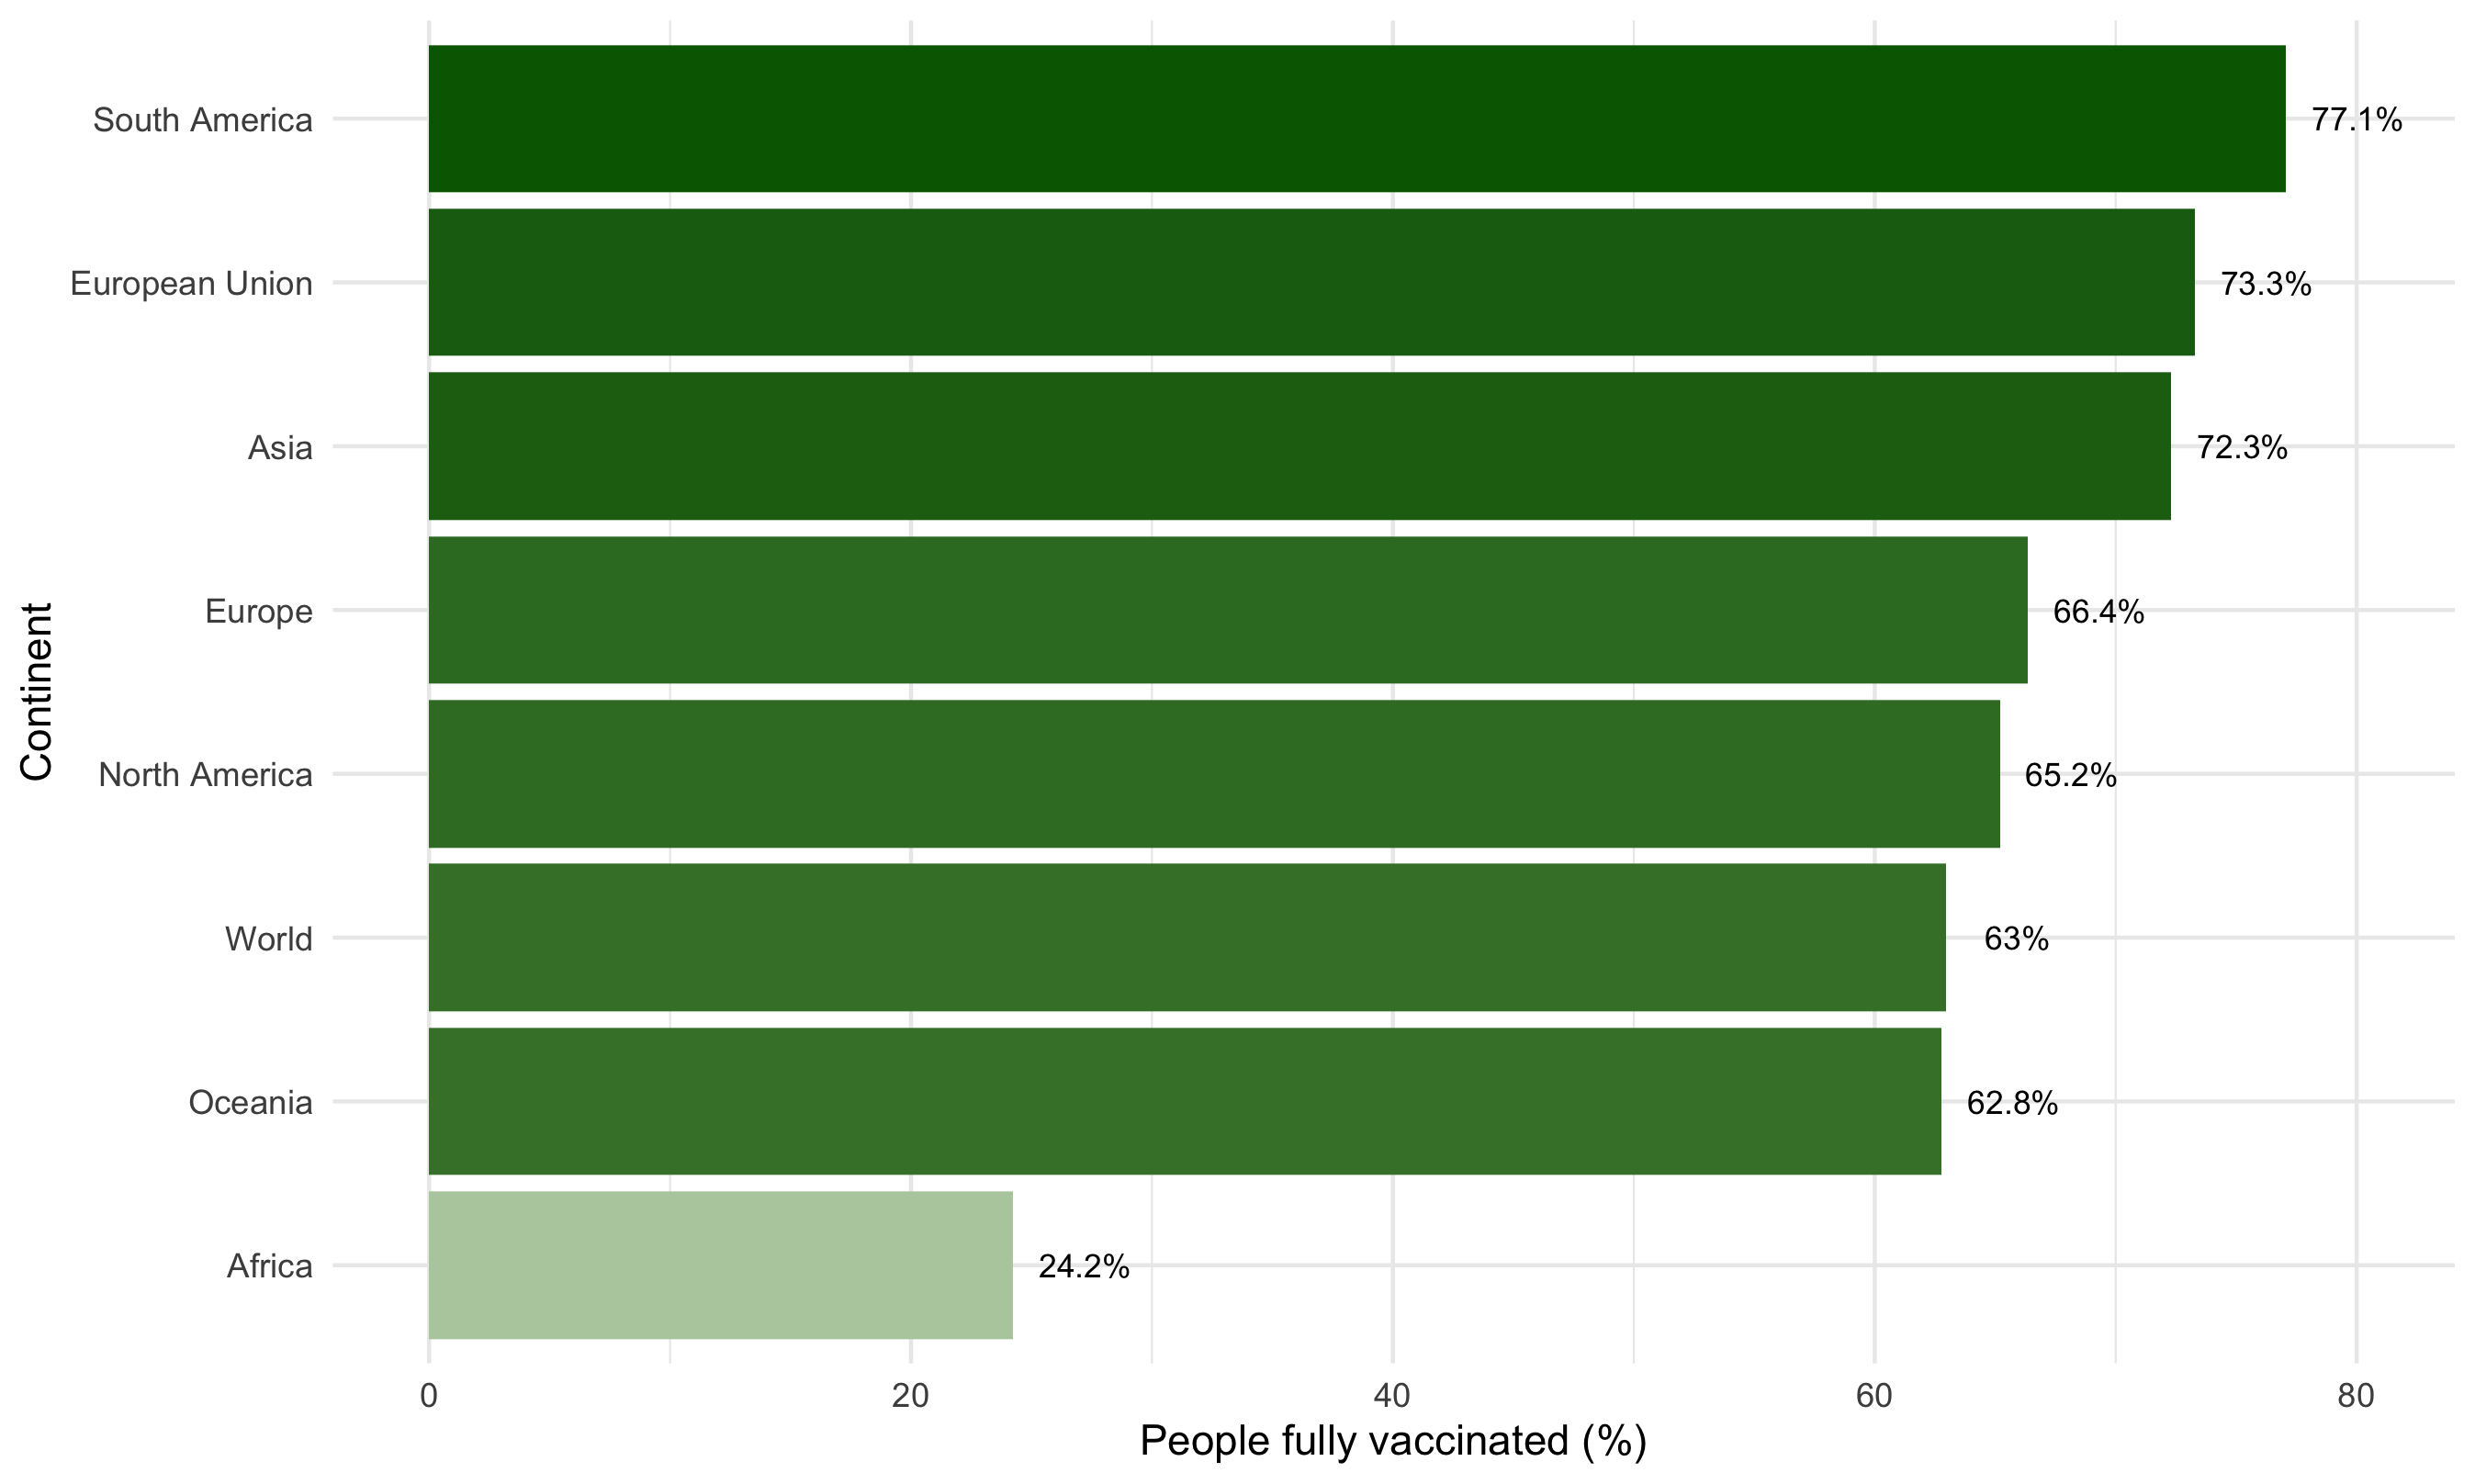 South America
77.1%
European Union
73.3%
Asia
72.3%
Europe
66.4%
North America
65.2%
World
63%
Oceania
62.8%
Africa
24.2%
Continent
0
20
40
60
80
People fully vaccinated (%)